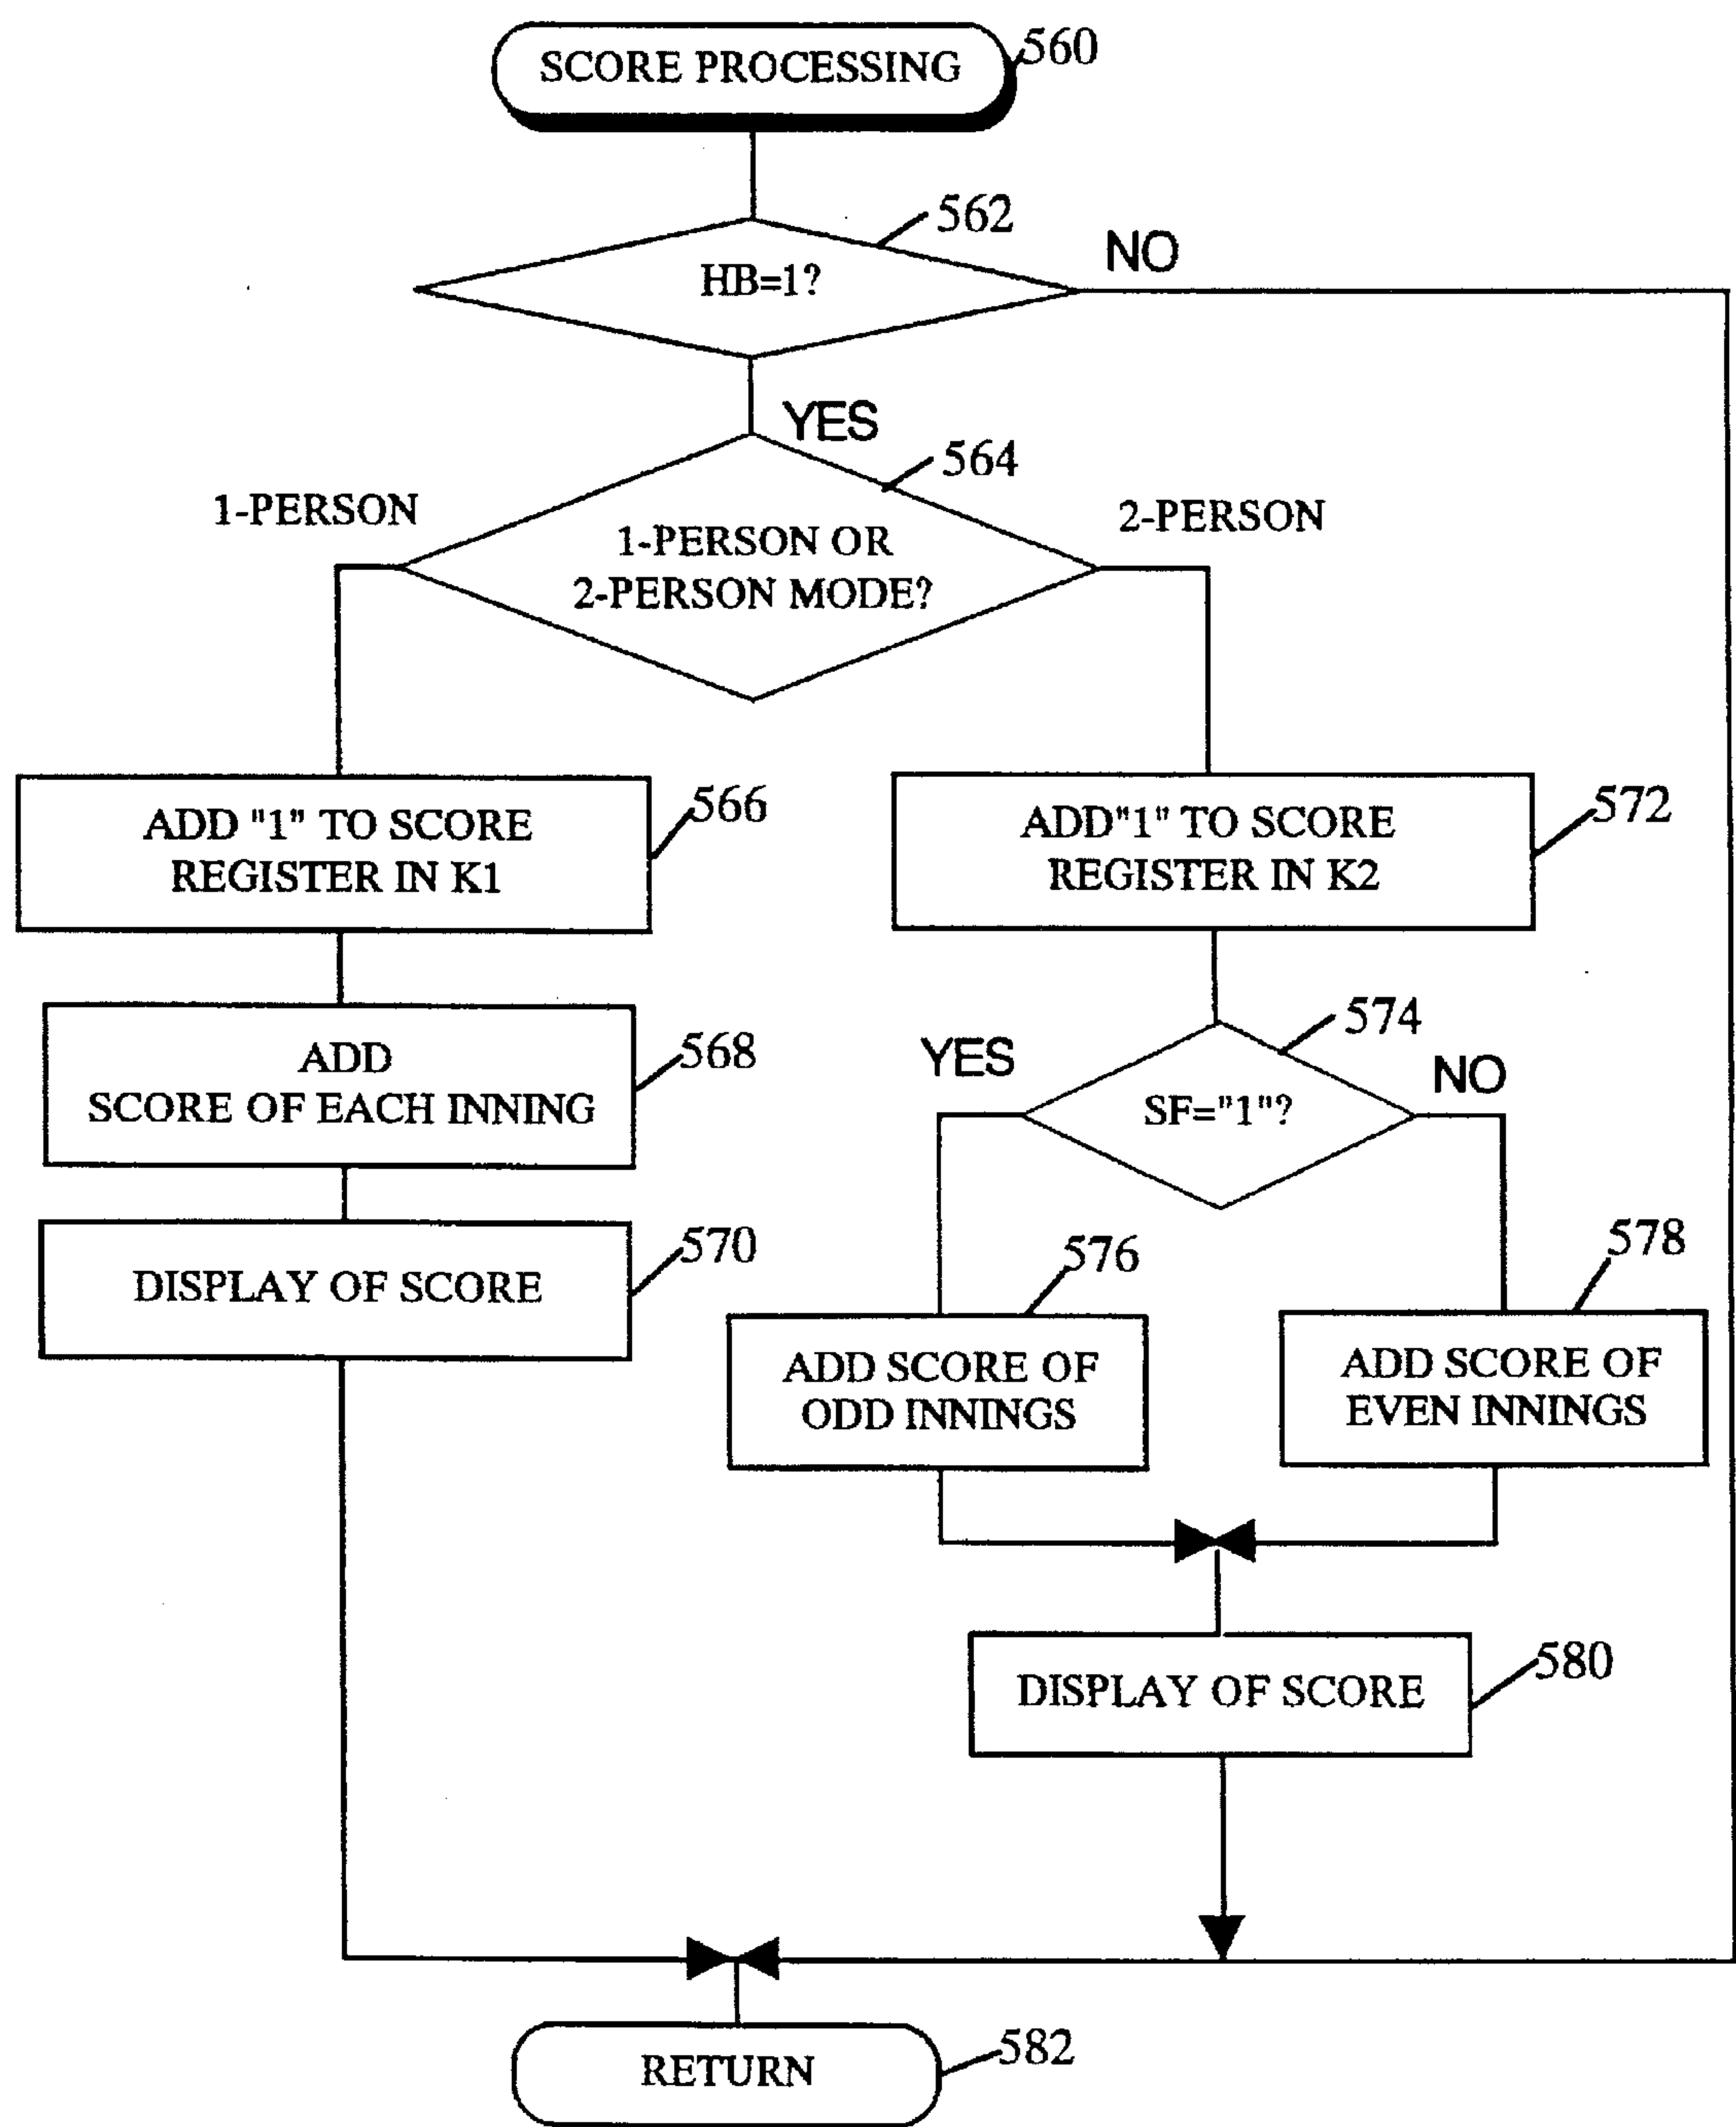 SCORE PROCESSING
560
562
HB=1?
NO
YES
564
1-PERSON
1-PERSON OR
2-PERSON MODE?
2-PERSON
ADD "1" TO SCORE
REGISTER IN K1
566
ADD"1" TO SCORE
REGISTER IN K2
572
ADD
SCORE OF EACH INNING
568
574
YES
SF="1"?
NO
DISPLAY OF SCORE
570
576
ADD SCORE OF
ODD INNINGS
578
ADD SCORE OF
EVEN INNINGS
DISPLAY OF SCORE
580
RETURN
582